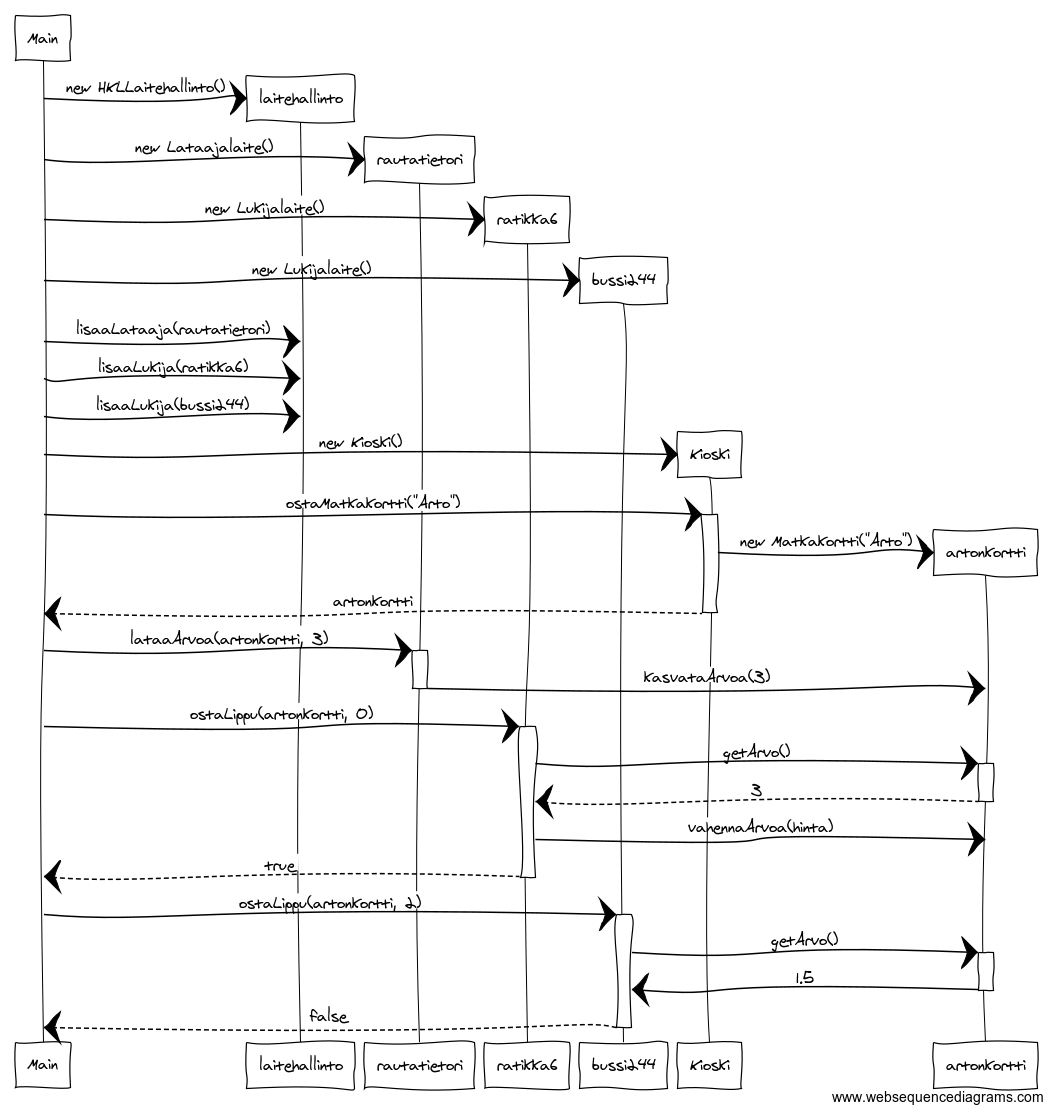 Main
new HKLLaitehallinto()
laitehallinto
new Lataajalaite()
rautatietori
new Lukijalaite()
ratikka6
new Lukijalaite()
bussi244
lisaaLataaja(rautatietori)
lisaaLukija(ratikka6)
lisaaLukija(bussi244)
new Kioski()
Kioski
ostaMatkakortti("Arto")
new Matkakortti("Arto")
artonKortti
artonKortti
lataaArvoa(artonKortti, 3)
kasvataArvoa(3)
ostaLippu(artonKortti, 0)
getArvo()
3
vahennaArvoa(hinta)
true
ostaLippu(artonKortti, 2)
getArvo()
1.5
false
Main laitehallinto rautatietori ratikka6 bussi244 Kioski artonKortti
www.websequencediagrams.com